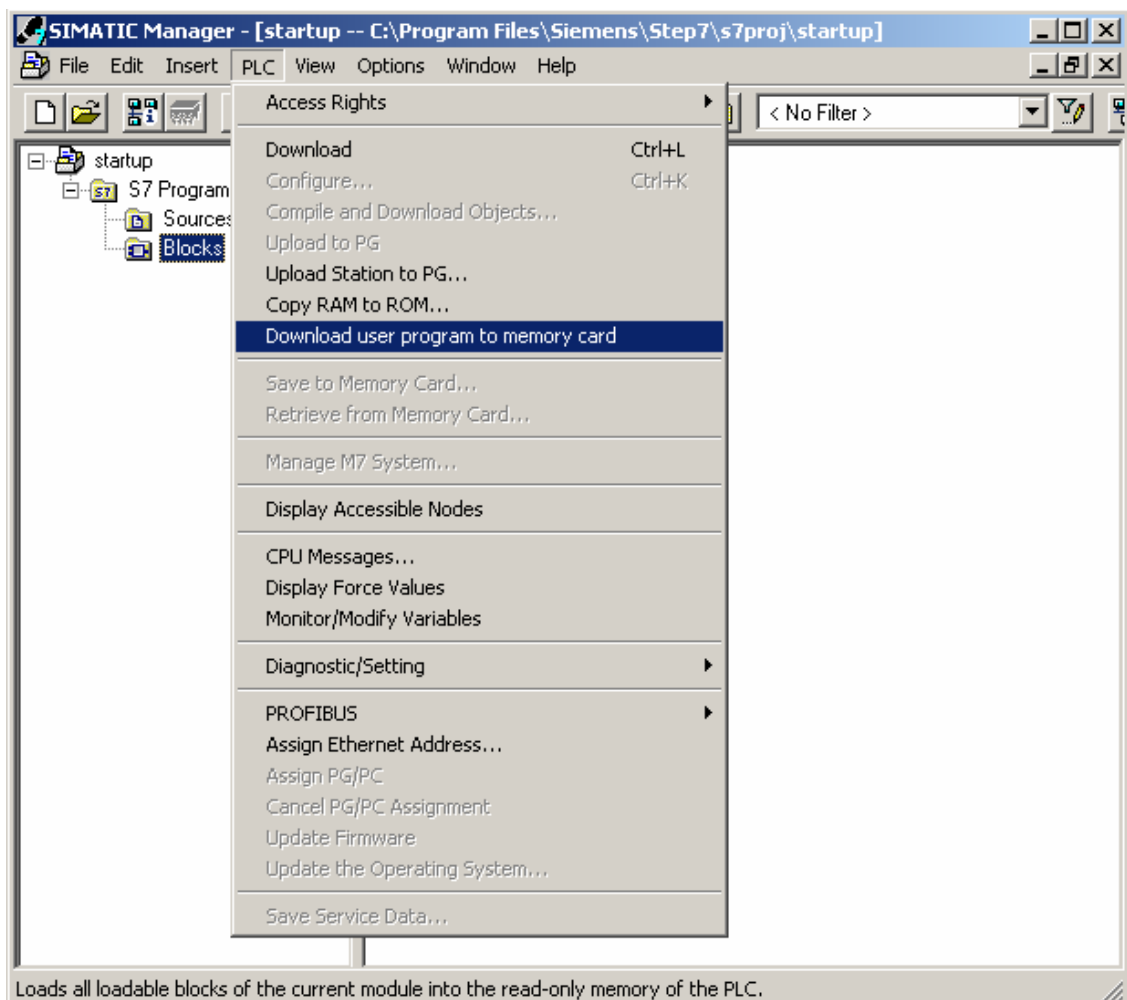 SIMATIC Manager - [startup -- C:\Program Files\Siemens\Step7\s7proj\startup]
File Edit Insert PLC View Options Window Help
< No Filter >
Access Rights
Download Ctrl+L
Configure... Ctrl+K
Compile and Download Objects...
Upload to PG
Upload Station to PG...
Copy RAM to ROM...
Download user program to memory card
Save to Memory Card...
Retrieve from Memory Card...
Manage M7 System...
Display Accessible Nodes
CPU Messages...
Display Force Values
Monitor/Modify Variables
Diagnostic/Setting
PROFIBUS
Assign Ethernet Address...
Assign PG/PC
Cancel PG/PC Assignment
Update Firmware
Update the Operating System...
Save Service Data...
startup
S7 S7 Program
Sources
Blocks
Loads all loadable blocks of the current module into the read-only memory of the PLC.